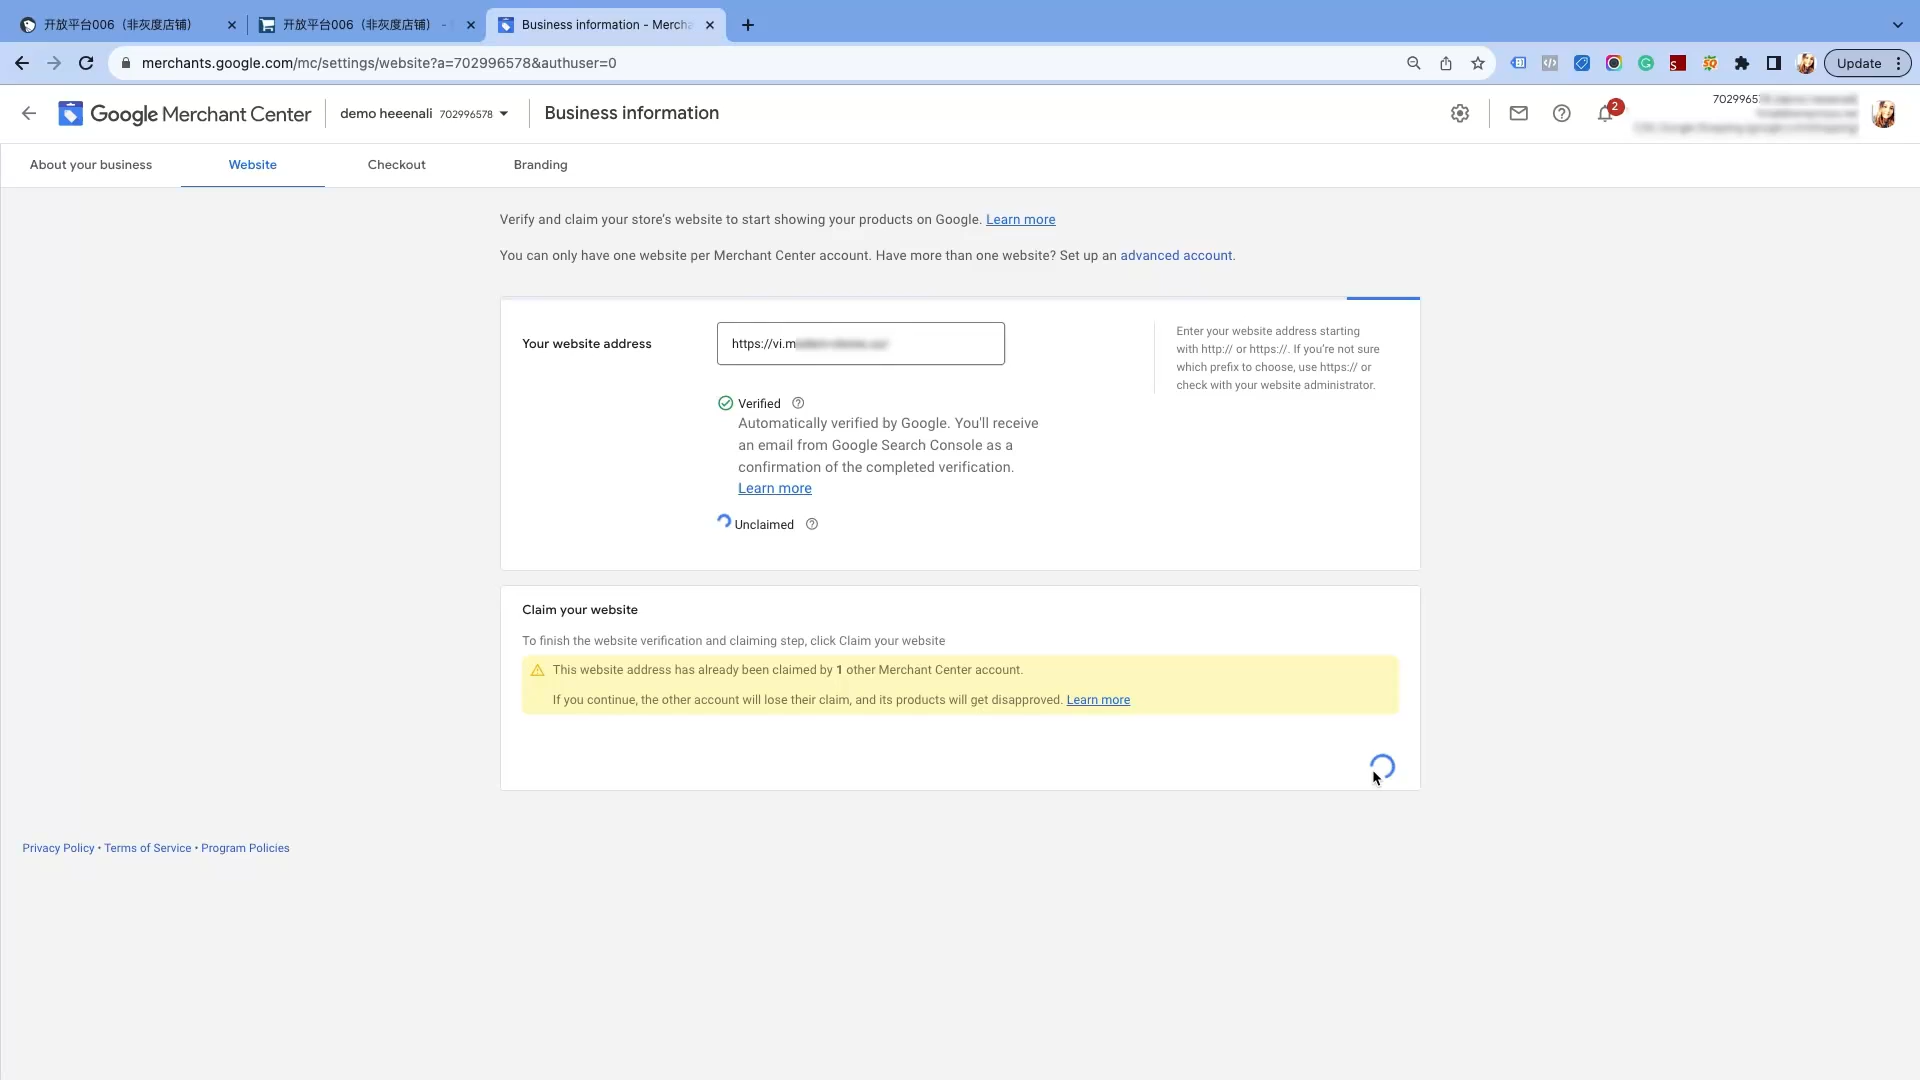 开放平台006（非灰度店铺）
开放平台006（非灰度店铺） -
Business information - Mercha
merchants.google.com/mc/settings/website?a=702996578&authuser=0
Update
Google Merchant Center
demo heeenali 702996578
Business information
2
7029965
About your business
Website
Checkout
Branding
Verify and claim your store's website to start showing your products on Google. Learn more
You can only have one website per Merchant Center account. Have more than one website? Set up an advanced account.
Your website address
https://vi.m
Enter your website address starting
with http:// or https://. If you're not sure
which prefix to choose, use https:// or
check with your website administrator.
Verified
Automatically verified by Google. You'll receive
an email from Google Search Console as a
confirmation of the completed verification.
Learn more
Unclaimed
Claim your website
To finish the website verification and claiming step, click Claim your website
This website address has already been claimed by 1 other Merchant Center account.
If you continue, the other account will lose their claim, and its products will get disapproved. Learn more
Privacy Policy • Terms of Service • Program Policies